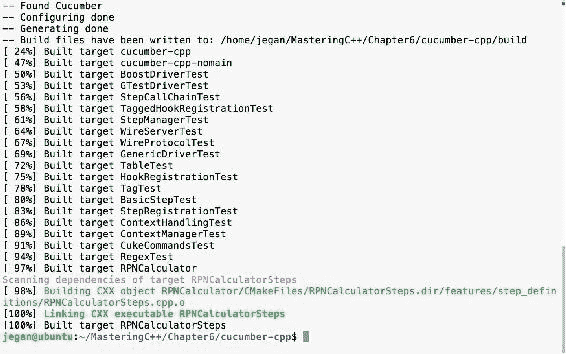 -- Found Cucumber
-- Configuring done
-- Generating done
-- Build files have been written to: /home/jegan/MasteringC++/Chapter6/cucumber-cpp/build
[ 24%] Built target cucumber-cpp
[ 47%] Built target cucumber-cpp-nomain
[ 50%] Built target BoostDriverTest
[ 53%] Built target GTestDriverTest
[ 56%] Built target StepCallChainTest
[ 58%] Built target TaggedHookRegistrationTest
[ 61%] Built target StepManagerTest
[ 64%] Built target WireServerTest
[ 67%] Built target WireProtocolTest
[ 69%] Built target GenericDriverTest
[ 72%] Built target TableTest
[ 75%] Built target HookRegistrationTest
[ 78%] Built target TagTest
[ 80%] Built target BasicStepTest
[ 83%] Built target StepRegistrationTest
[ 86%] Built target ContextHandlingTest
[ 89%] Built target ContextManagerTest
[ 91%] Built target CukeCommandsTest
[ 94%] Built target RegexTest
[ 97%] Built target RPNCalculator
Scanning dependencies of target RPNCalculatorSteps
[ 98%] Building CXX object RPNCalculator/CMakeFiles/RPNCalculatorSteps.dir/features/step_defin
itions/RPNCalculatorSteps.cpp.o
[100%] Linking CXX executable RPNCalculatorSteps
[100%] Built target RPNCalculatorSteps
jegan@ubuntu:~/MasteringC++/Chapter6/cucumber-cpp$